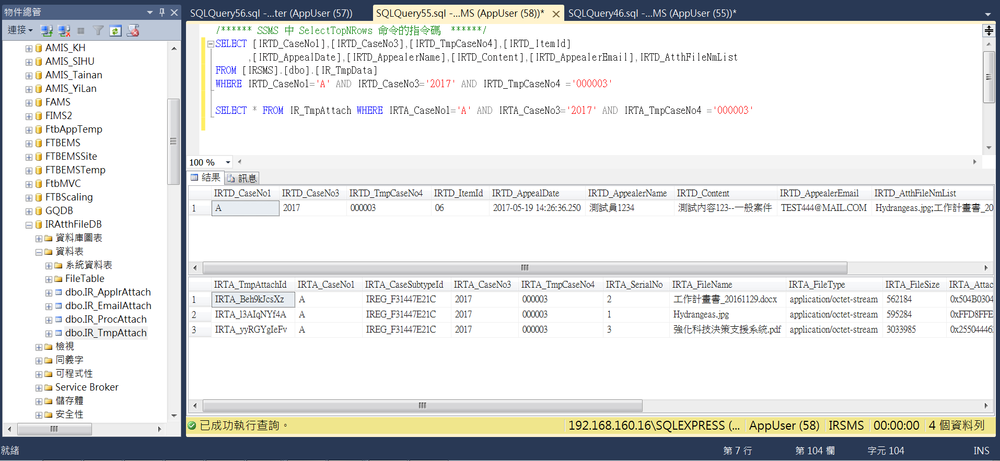 物件總管
連接
AMIS_KH
AMIS_SIHU
AMIS_Tainan
AMIS_YiLan
FAMS
FIMS2
FtbAppTemp
FTBEMS
FTBEMSSite
FTBEMSTemp
FtbMVC
FTBScaling
GQDB
IRAtthFileDB
資料庫圖表
資料表
系統資料表
FileTable
dbo.IR_ApplrAttach
dbo.IR_EmailAttach
dbo.IR_ProcAttach
dbo.IR_TmpAttach
檢視
同義字
可程式性
Service Broker
儲存體
安全性
SQLQuery56.sql -...ter (AppUser (57)) SQLQuery55.sql -...MS (AppUser (58))* SQLQuery46.sql -...MS (AppUser (55))*
/****** SSMS 中 SelectTopNRows 命令的指令碼 ******/
SELECT [IRTD_CaseNo1],[IRTD_CaseNo3],[IRTD_TmpCaseNo4],[IRTD_ItemId]
,[IRTD_AppealDate],[IRTD_AppealerName],[IRTD_Content],[IRTD_AppealerEmail],IRTD_AtthFileNmList
FROM [IRSMS].[dbo].[IR_TmpData]
WHERE IRTD_CaseNo1='A' AND IRTD_CaseNo3='2017' AND IRTD_TmpCaseNo4 ='000003'
SELECT * FROM IR_TmpAttach WHERE IRTA_CaseNo1='A' AND IRTA_CaseNo3='2017' AND IRTA_TmpCaseNo4 ='000003'
100 %
結果 訊息
IRTD_CaseNo1 IRTD_CaseNo3 IRTD_TmpCaseNo4 IRTD_ItemId IRTD_AppealDate IRTD_AppealerName IRTD_Content IRTD_AppealerEmail IRTD_AtthFileNmList
1 A 2017 000003 06 2017-05-19 14:26:36.250 測試員1234 測試內容123--一般案件 TEST444@MAIL.COM Hydrangeas.jpg;工作計畫書_20
IRTA_TmpAttachId IRTA_CaseNo1 IRTA_CaseSubtypeId IRTA_CaseNo3 IRTA_TmpCaseNo4 IRTA_SerialNo IRTA_FileName IRTA_FileType IRTA_FileSize IRTA_Attac
1 IRTA_Beh9kJcsXz A IREG_F31447E21C 2017 000003 2 工作計畫書_20161129.docx application/octet-stream 562184 0x504B0304
2 IRTA_l3AIqNYf4A A IREG_F31447E21C 2017 000003 1 Hydrangeas.jpg application/octet-stream 595284 0xFFD8FFE
3 IRTA_yyRGYgIeFv A IREG_F31447E21C 2017 000003 3 強化科技決策支援系統.pdf application/octet-stream 3033985 0x25504446
已成功執行查詢。 192.168.160.16\SQLEXPRESS (... AppUser (58) IRSMS 00:00:00 4 個資料列
就緒 第 7 行 第 104 欄 字元 104 INS